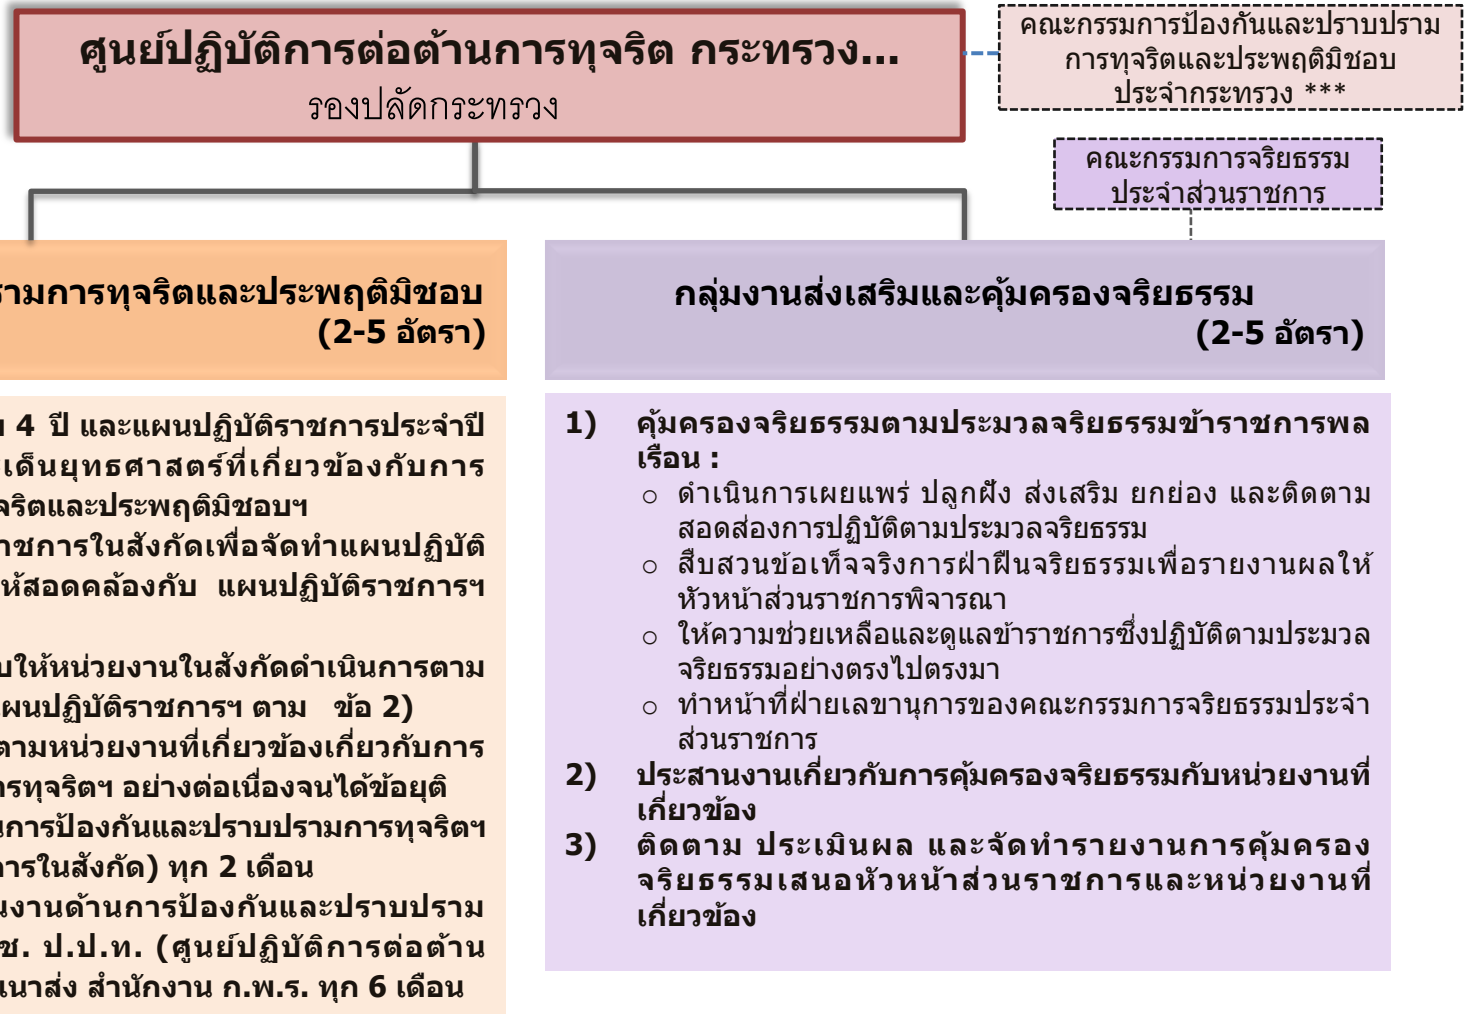 ศูนย์ปฏิบัติการต่อต้านการทุจริต กระทรวง...
รองปลัดกระทรวง
คณะกรรมการป้องกันและปราบปราม
การทุจริตและประพฤติมิชอบ
ประจำกระทรวง ***
คณะกรรมการจริยธรรม
ประจำส่วนราชการ
ามการทุจริตและประพฤติมิชอบ
(2-5 อัตรา)
4 ปี และแผนปฏิบัติราชการประจำปี
เด็นยุทธศาสตร์ที่เกี่ยวข้องกับการ
จริตและประพฤติมิชอบฯ
าชการในสังกัดเพื่อจัดทำแผนปฏิบัติ
ห้สอดคล้องกับ แผนปฏิบัติราชการฯ
บให้หน่วยงานในสังกัดดำเนินการตาม
ผนปฏิบัติราชการฯ ตาม ข้อ 2)
ตามหน่วยงานที่เกี่ยวข้องเกี่ยวกับการ
ารทุจริตฯ อย่างต่อเนื่องจนได้ข้อยุติ
นการป้องกันและปราบปรามการทุจริตฯ
การในสังกัด) ทุก 2 เดือน
นงานด้านการป้องกันและปราบปราม
ช. ป.ป.ท. (ศูนย์ปฏิบัติการต่อต้าน
เนาส่ง สำนักงาน ก.พ.ร. ทุก 6 เดือน
กลุ่มงานส่งเสริมและคุ้มครองจริยธรรม
(2-5 อัตรา)
1) คุ้มครองจริยธรรมตามประมวลจริยธรรมข้าราชการพล
เรือน :
○ ดำเนินการเผยแพร่ ปลูกฝัง ส่งเสริม ยกย่อง และติดตาม
สอดส่องการปฏิบัติตามประมวลจริยธรรม
○ สืบสวนข้อเท็จจริงการฝ่าฝืนจริยธรรมเพื่อรายงานผลให้
หัวหน้าส่วนราชการพิจารณา
○ ให้ความช่วยเหลือและดูแลข้าราชการซึ่งปฏิบัติตามประมวล
จริยธรรมอย่างตรงไปตรงมา
○ ทำหน้าที่ฝ่ายเลขานุการของคณะกรรมการจริยธรรมประจำ
ส่วนราชการ
2) ประสานงานเกี่ยวกับการคุ้มครองจริยธรรมกับหน่วยงานที่
เกี่ยวข้อง
3) ติดตาม ประเมินผล และจัดทำรายงานการคุ้มครอง
จริยธรรมเสนอหัวหน้าส่วนราชการและหน่วยงานที่
เกี่ยวข้อง